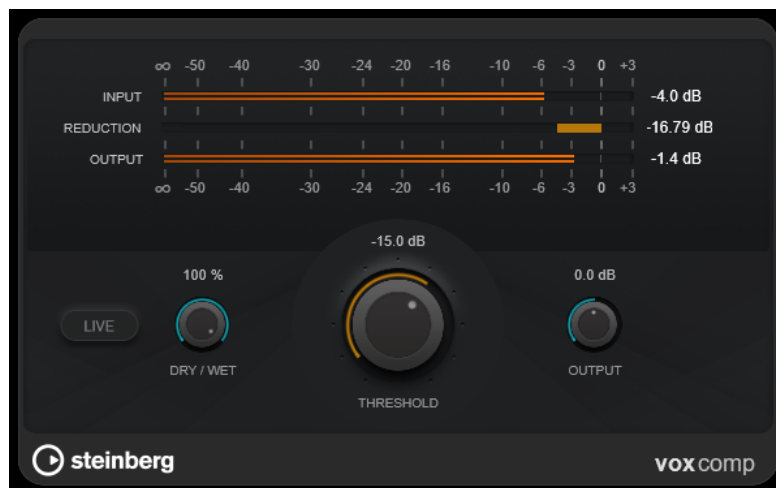 ∞ -50 -40 -30 -24 -20 -16 -10 -6 -3 0 +3
INPUT -4.0 dB
REDUCTION -16.79 dB
OUTPUT -1.4 dB
∞ -50 -40 -30 -24 -20 -16 -10 -6 -3 0 +3
-15.0 dB
100 % 0.0 dB
LIVE
DRY / WET OUTPUT
THRESHOLD
steinberg voxcomp